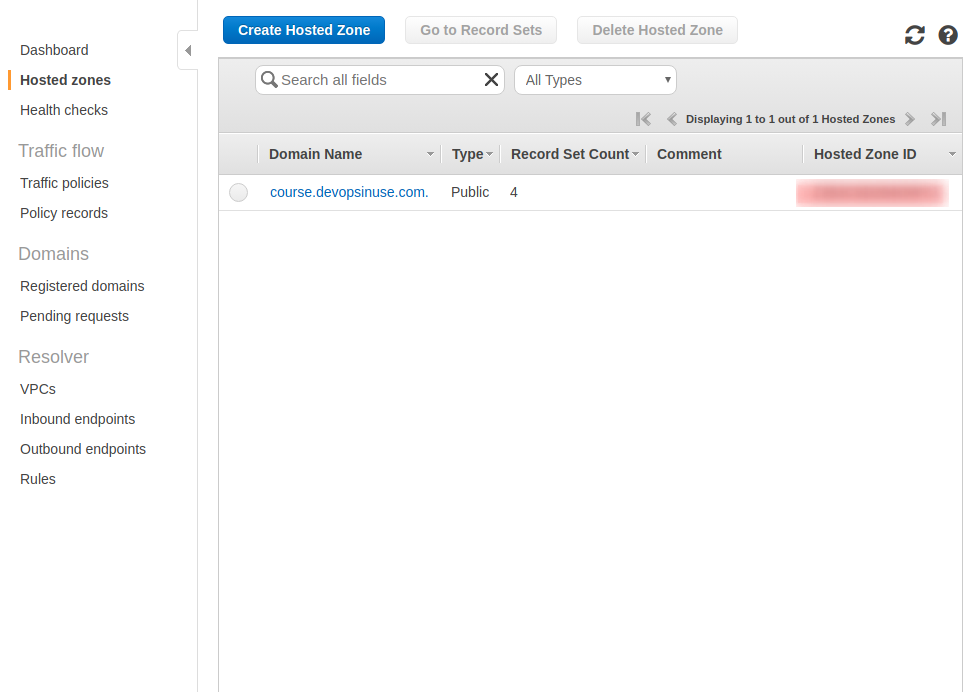 Dashboard
Hosted zones
Health checks
Traffic flow
Traffic policies
Policy records
Domains
Registered domains
Pending requests
Resolver
VPCs
Inbound endpoints
Outbound endpoints
Rules
Create Hosted Zone Go to Record Sets Delete Hosted Zone
Search all fields All Types
Displaying 1 to 1 out of 1 Hosted Zones
Domain Name Type Record Set Count Comment Hosted Zone ID
course.devopsinuse.com. Public 4